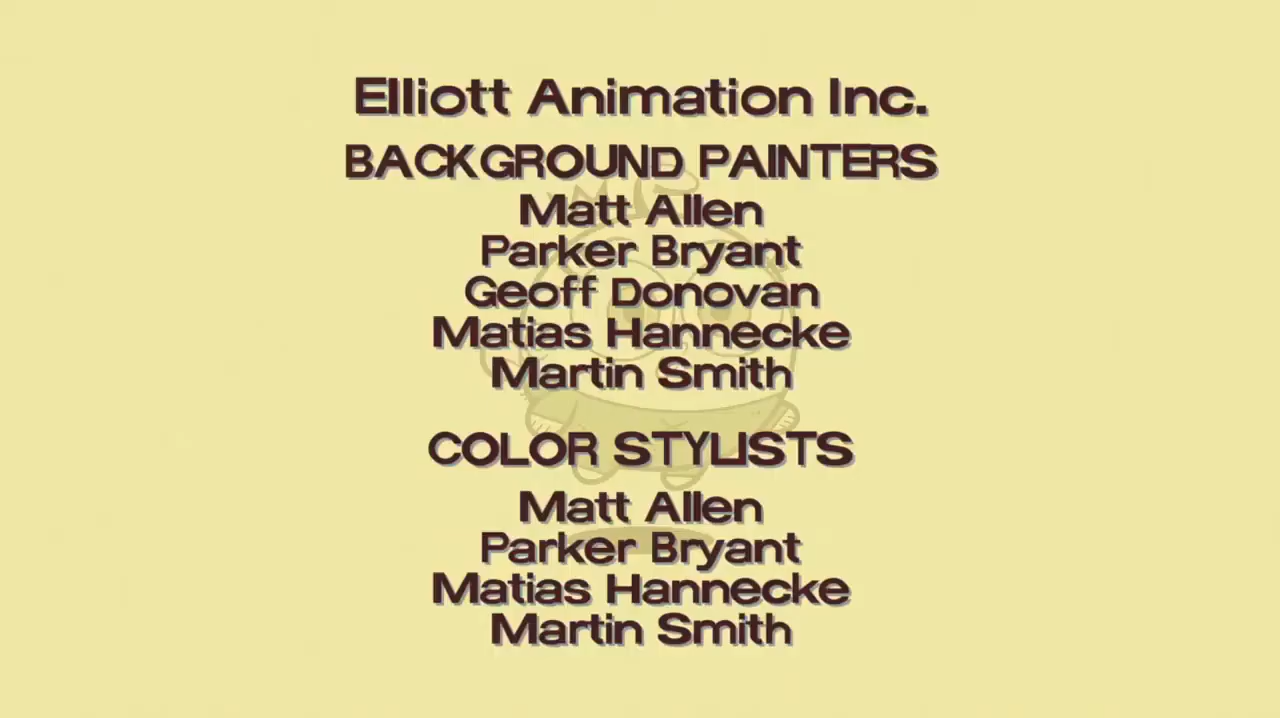 Elliott Animation Inc.
BACKGROUND PAINTERS
Matt Allen
Parker Bryant
Geoff Donovan
Matias Hannecke
Martin Smith
COLOR STYLISTS
Matt Allen
Parker Bryant
Matias Hannecke
Martin Smith